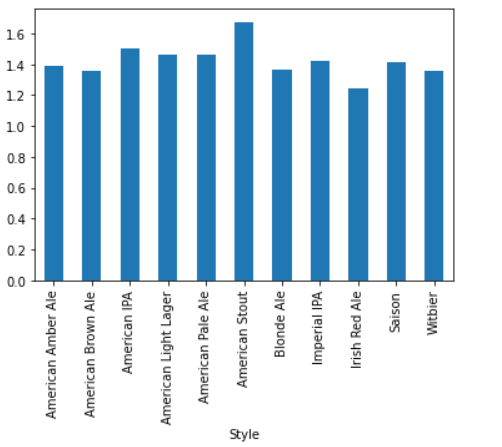 1.6
1.4
1.2
1.0
0.8
0.6
0.4
0.2
0.0
American Amber Ale
American Brown Ale
American IPA
American Light Lager
American Pale Ale
American Stout
Blonde Ale
Imperial IPA
Irish Red Ale
Saison
Witbier
Style